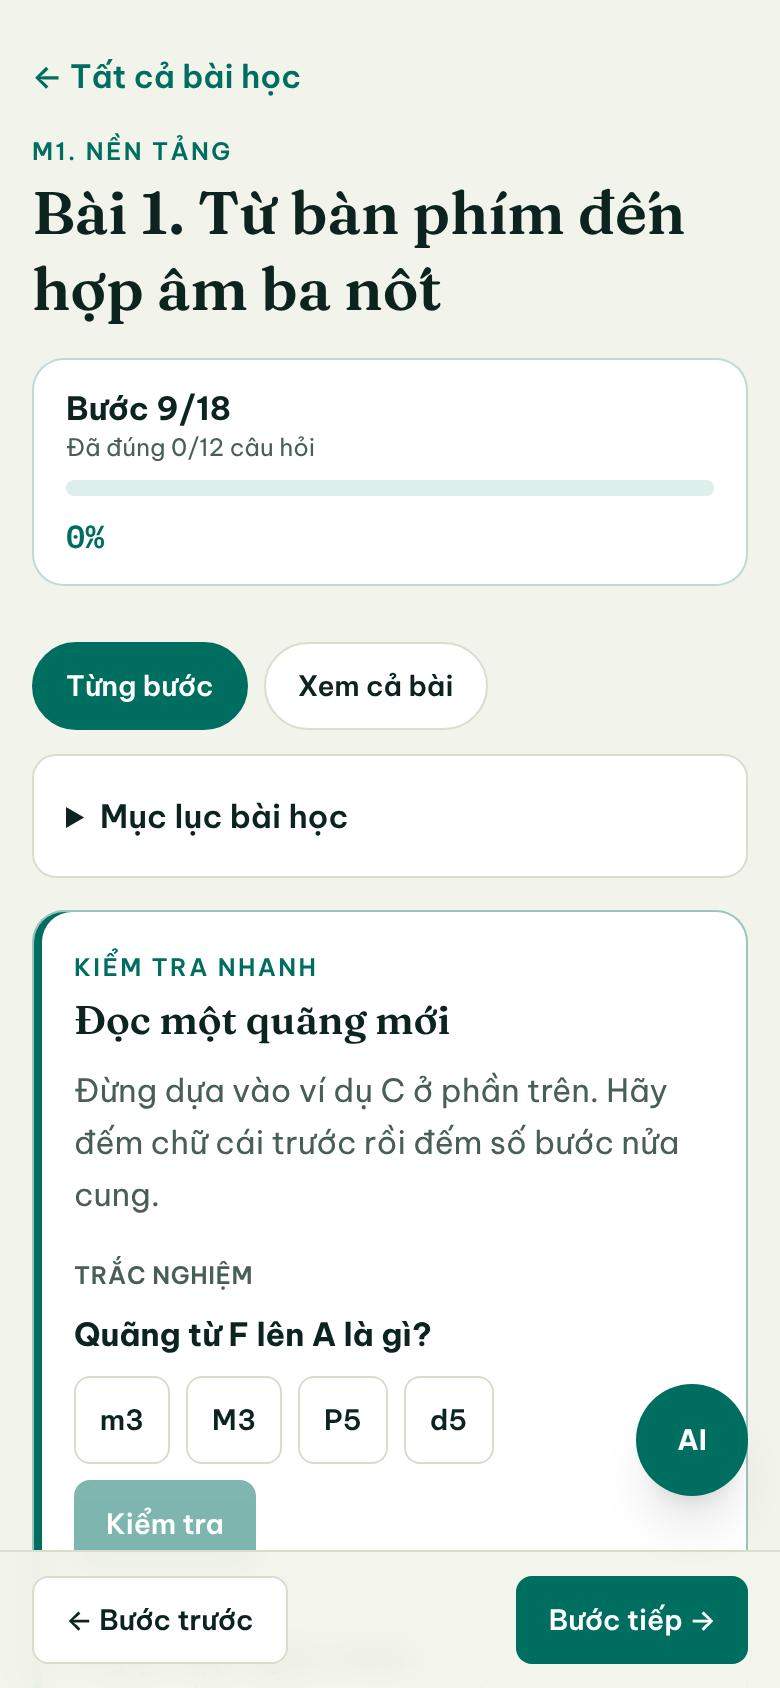 ← Tất cả bài học
M1. NỀN TẢNG
Bài 1. Từ bàn phím đến
hợp âm ba nốt
Bước 9/18
Đã đúng 0/12 câu hỏi
0%
Từng bước
Xem cả bài
▶ Mục lục bài học
KIỂM TRA NHANH
Đọc một quãng mới
Đừng dựa vào ví dụ C ở phần trên. Hãy
đếm chữ cái trước rồi đếm số bước nửa
cung.
TRẮC NGHIỆM
Quãng từ F lên A là gì?
m3
M3
P5
d5
AI
Kiểm tra
← Bước trước
Bước tiếp →